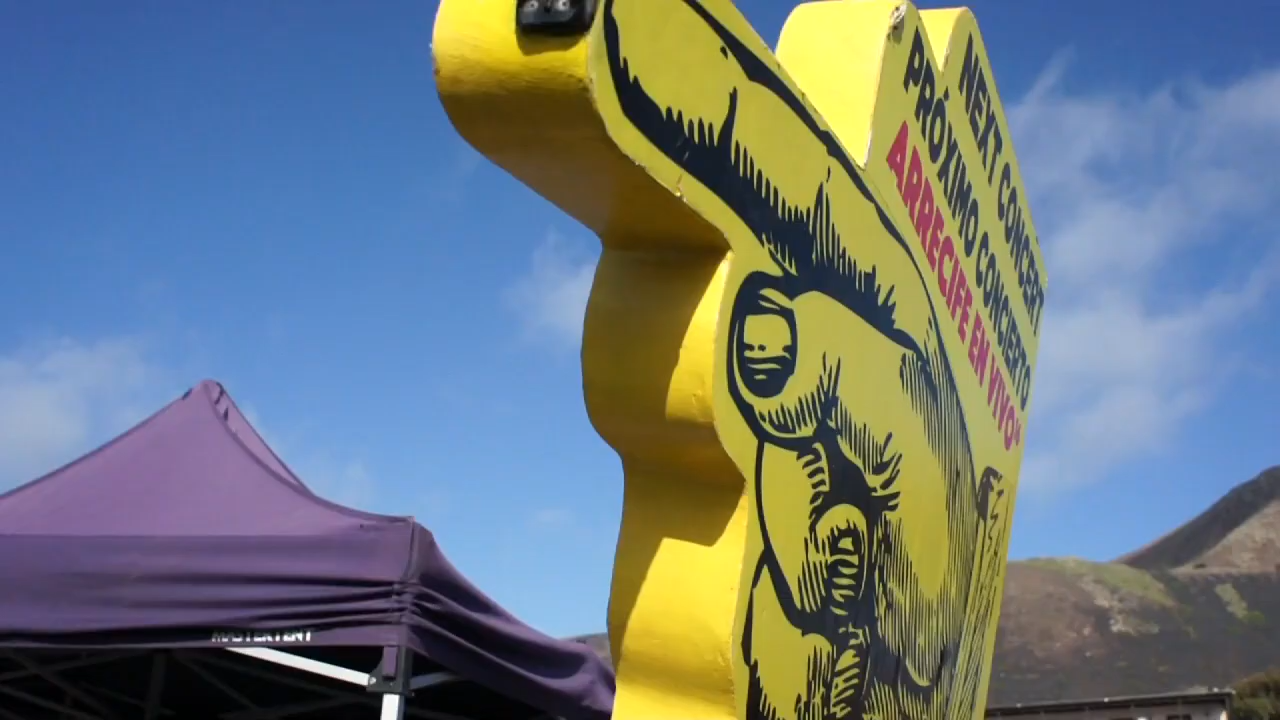 NEXT CONCERT
PRÓXIMO CONCIERTO
ARRECIFE EN VIVO
MASTERTENT